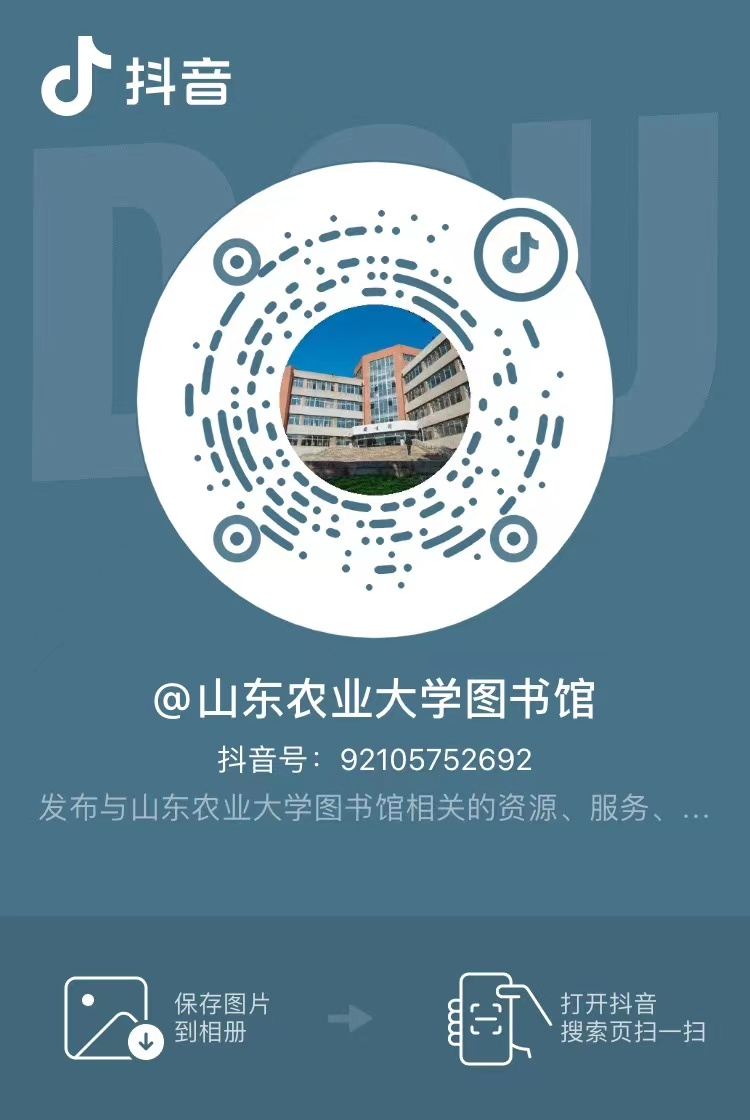 抖音
@山东农业大学图书馆
抖音号：92105752692
发布与山东农业大学图书馆相关的资源、服务、...
保存图片
到相册
打开抖音
搜索页扫一扫